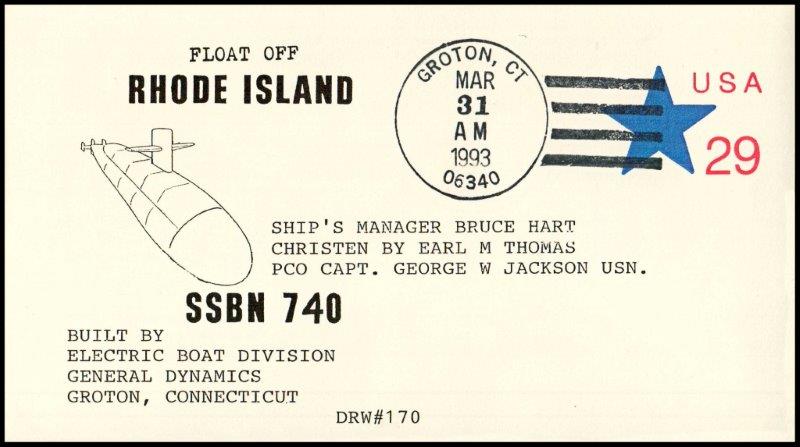 FLOAT OFF
RHODE ISLAND
GROTON, CT
MAR
31
AM
1993
06340
USA
29
SHIP'S MANAGER BRUCE HART
CHRISTEN BY EARL M THOMAS
PCO CAPT. GEORGE W JACKSON USN.
SSBN 740
BUILT BY
ELECTRIC BOAT DIVISION
GENERAL DYNAMICS
GROTON, CONNECTICUT
DRW#170